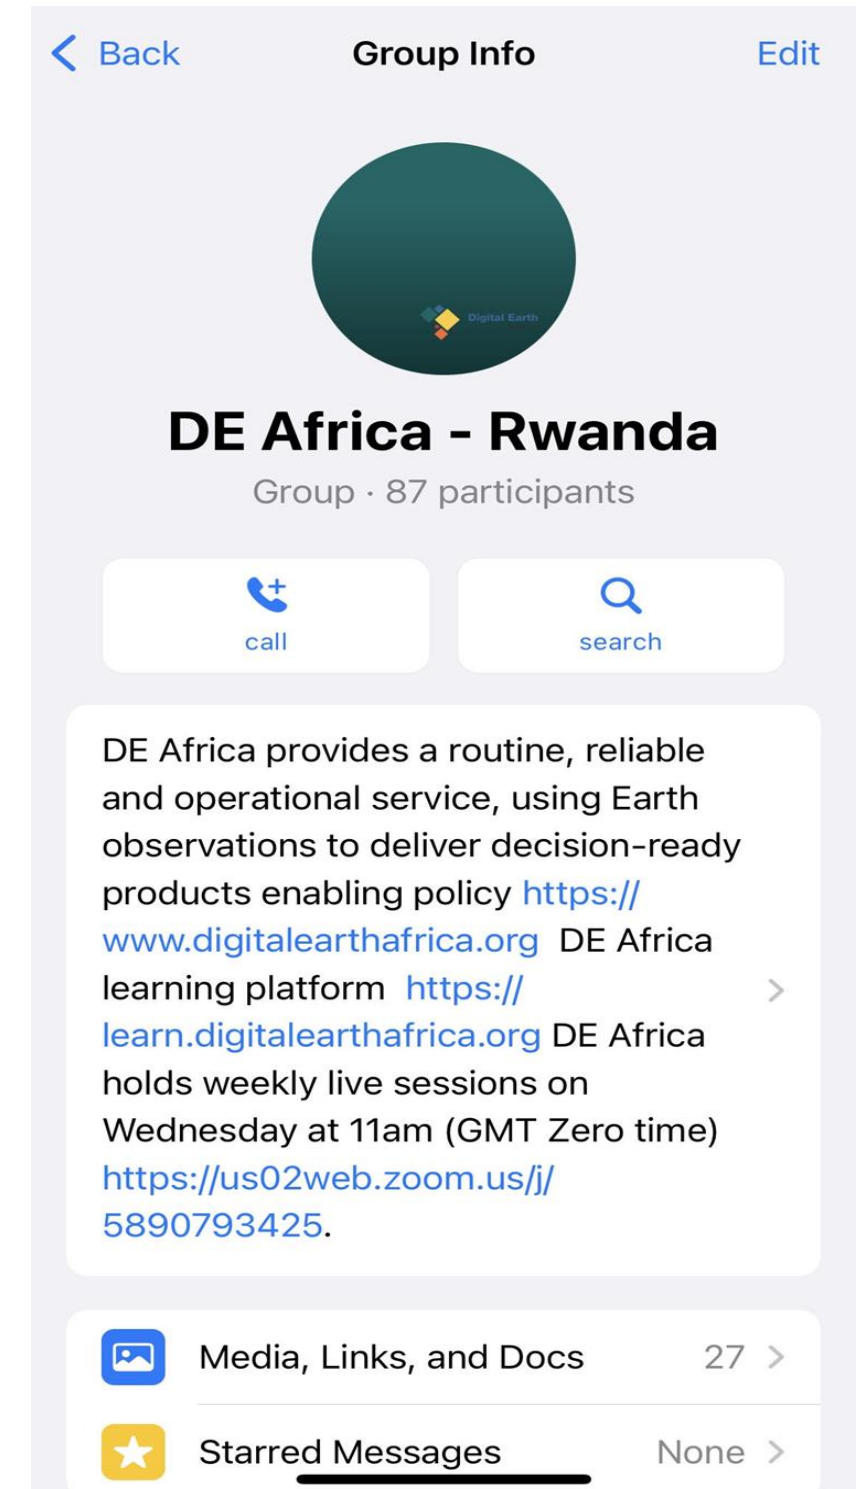 Back Group Info Edit
Digital Earth
DE Africa - Rwanda
Group · 87 participants
call search
DE Africa provides a routine, reliable
and operational service, using Earth
observations to deliver decision-ready
products enabling policy https://
www.digitalearthafrica.org DE Africa
learning platform https://
learn.digitalearthafrica.org DE Africa
holds weekly live sessions on
Wednesday at 11am (GMT Zero time)
https://us02web.zoom.us/j/
5890793425.
Media, Links, and Docs 27
Starred Messages None